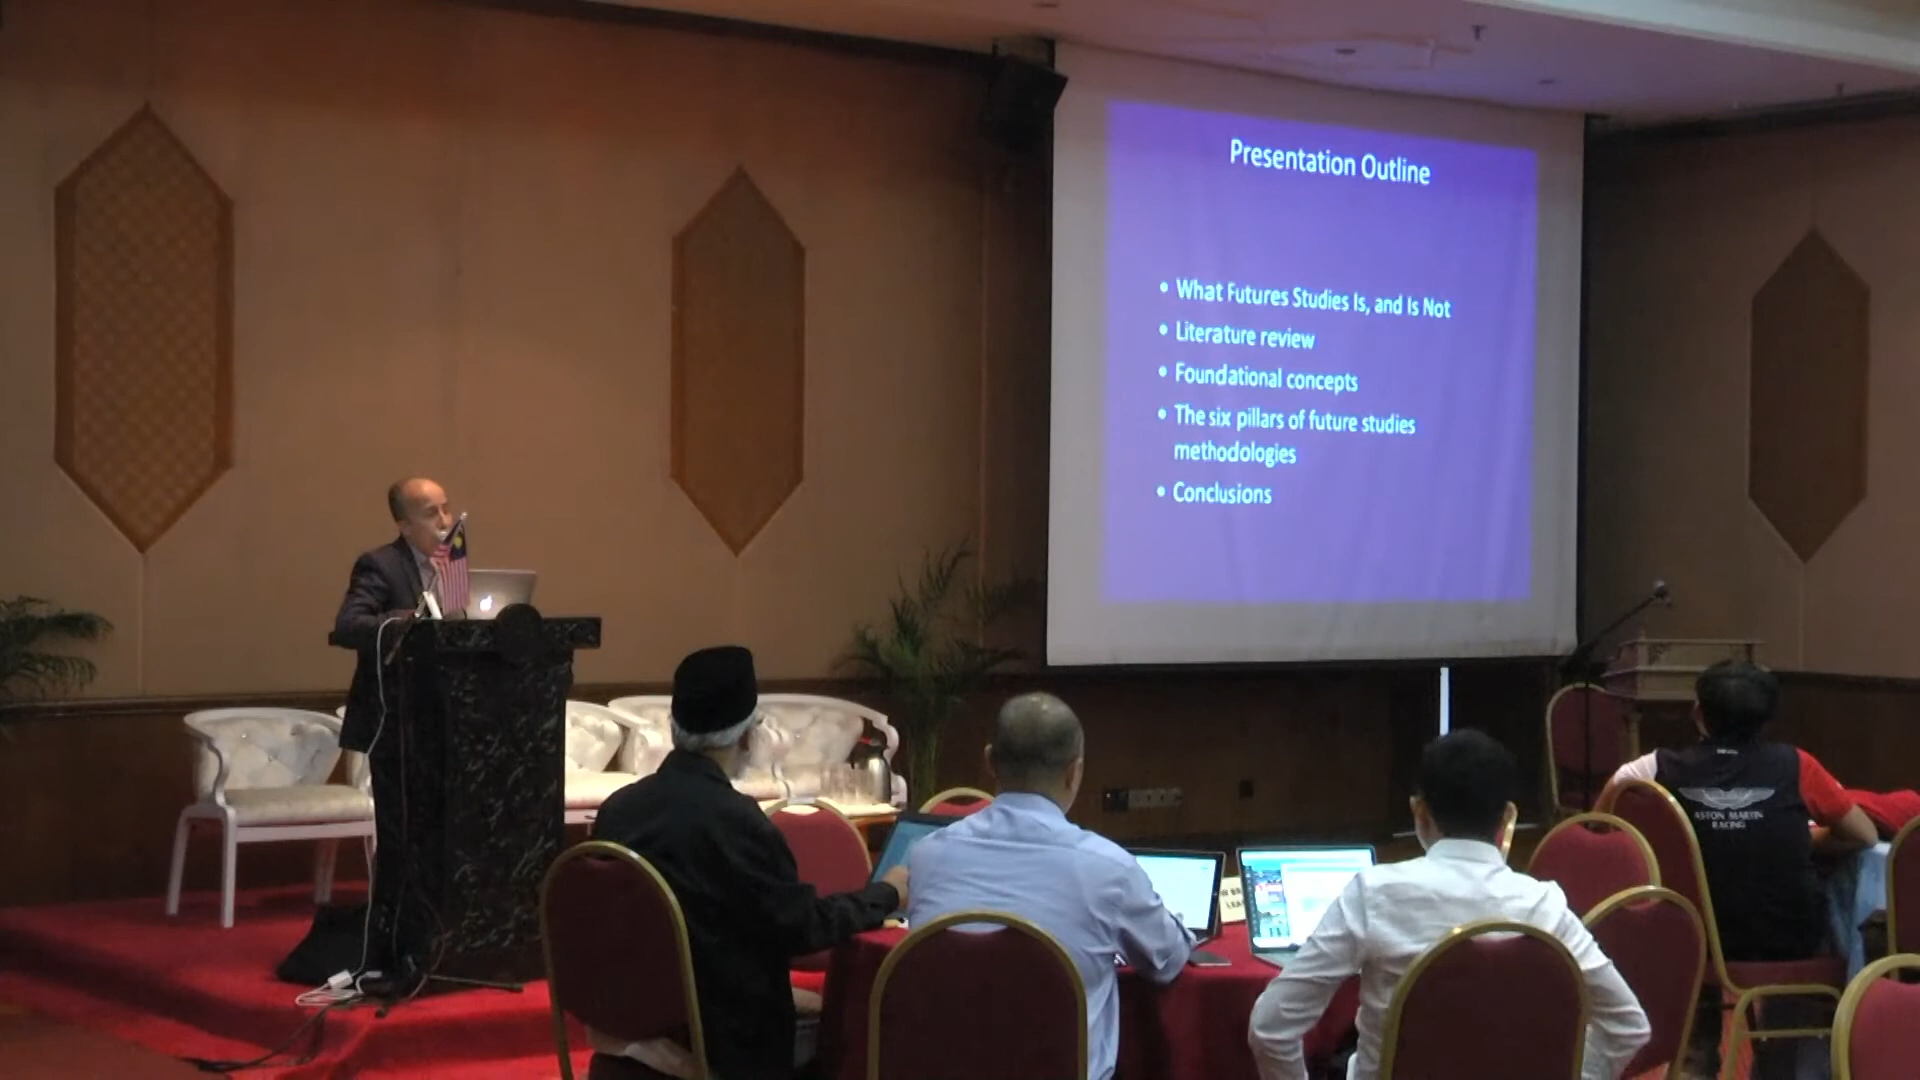 Presentation Outline
• What Futures Studies Is, and Is Not
• Literature review
• Foundational concepts
• The six pillars of future studies
methodologies
• Conclusions
ASTON MARTIN
RACING